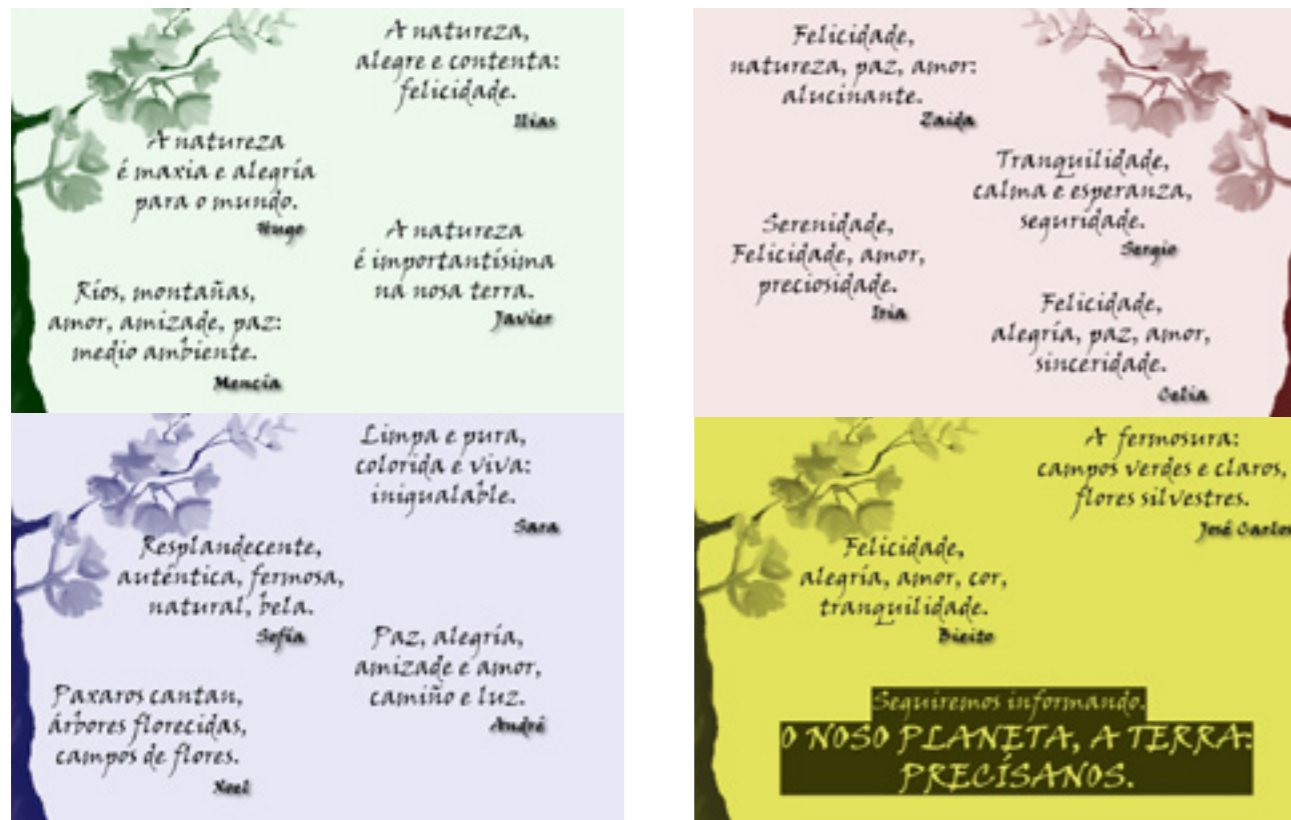 A natureza,
alegre e contenta:
felicidade.
Ilias
A natureza
é maxia e alegría
para o mundo.
Hugo
A natureza
é importantísima
na nosa terra.
Javier
Ríos, montañas,
amor, amizade, paz:
medio ambiente.
Mencía
Felicidade,
natureza, paz, amor:
alucinante.
Zaida
Tranquilidade,
calma e esperanza,
seguridade.
Sergio
Serenidade,
Felicidade, amor,
preciosidade.
Iria
Felicidade,
alegría, paz, amor,
sinceridade.
Celia
Limpa e pura,
colorida e viva:
inigualable.
Sara
Resplandecente,
auténtica, fermosa,
natural, bela.
Sofía
Paz, alegría,
amizade e amor,
camiño e luz.
André
Paxaros cantan,
árbores florecidas,
campos de flores.
Noel
A fermosura:
campos verdes e claros,
flores silvestres.
José Carlos
Felicidade,
alegría, amor, cor,
tranquilidade.
Bieito
Seguiremos informando.
O NOSO PLANETA, A TERRA:
PRECÍSANOS.